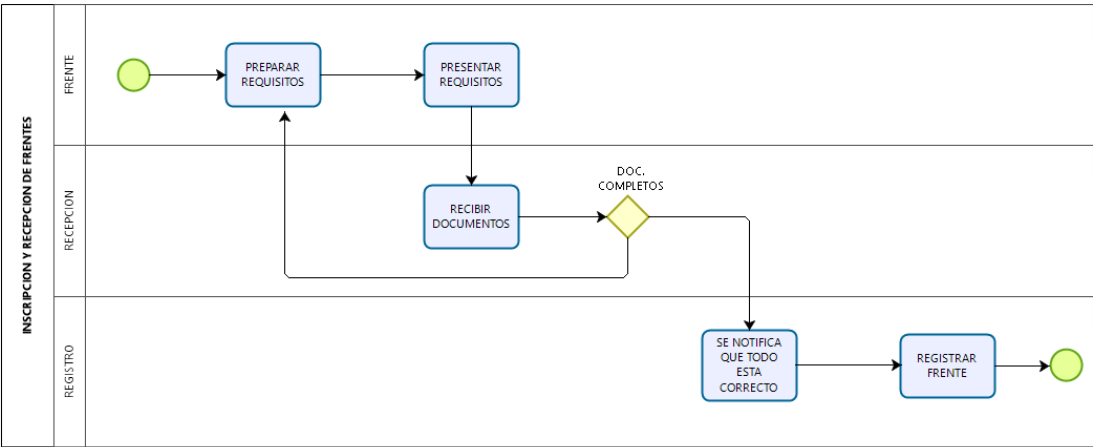 INSCRIPCION Y RECEPCION DE FRENTES
FRENTE
PREPARAR
REQUISITOS
PRESENTAR
REQUISITOS
RECEPCION
RECIBIR
DOCUMENTOS
DOC.
COMPLETOS
REGISTRO
SE NOTIFICA
QUE TODO
ESTA
CORRECTO
REGISTRAR
FRENTE